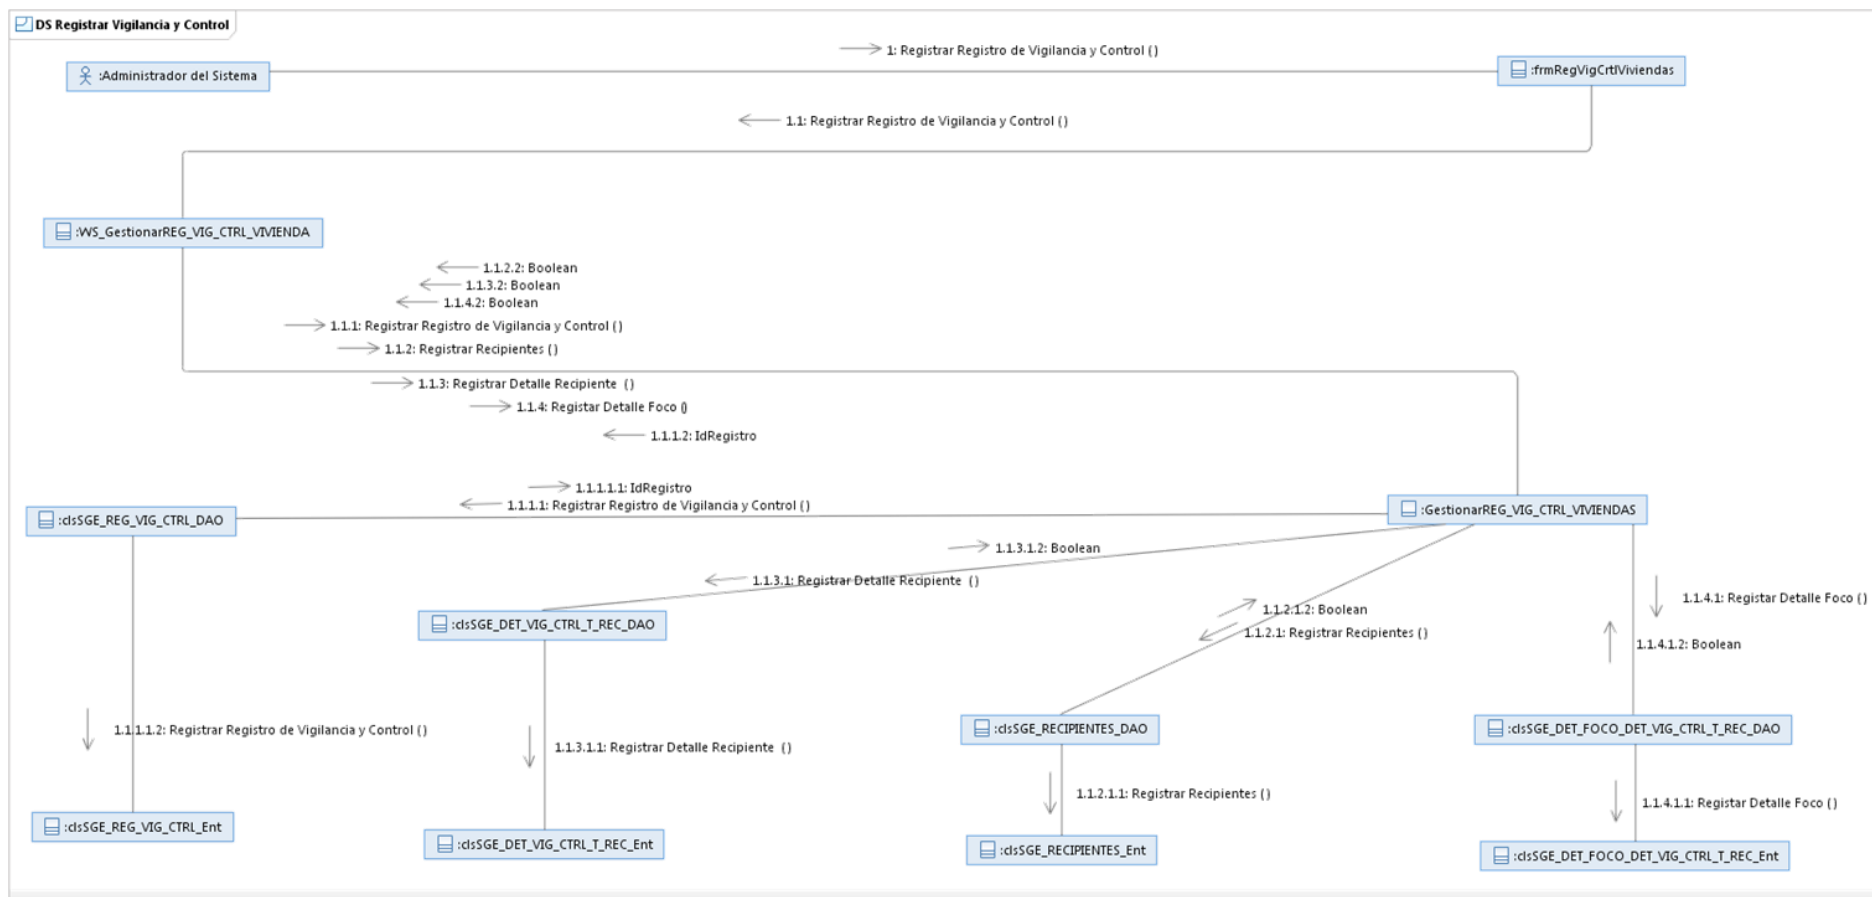 DS Registrar Vigilancia y Control
1: Registrar Registro de Vigilancia y Control ()
:Administrador del Sistema
:frmRegVigCrtlViviendas
1.1: Registrar Registro de Vigilancia y Control ()
:WS_GestionarREG_VIG_CTRL_VIVIENDA
1.1.2.2: Boolean
1.1.3.2: Boolean
1.1.4.2: Boolean
1.1.1: Registrar Registro de Vigilancia y Control ()
1.1.2: Registrar Recipientes ()
1.1.3: Registrar Detalle Recipiente ()
1.1.4: Registar Detalle Foco ()
1.1.1.2: IdRegistro
1.1.1.1.1: IdRegistro
1.1.1.1: Registrar Registro de Vigilancia y Control ()
:clsSGE_REG_VIG_CTRL_DAO
:GestionarREG_VIG_CTRL_VIVIENDAS
1.1.3.1.2: Boolean
1.1.3.1: Registrar Detalle Recipiente ()
1.1.4.1: Registar Detalle Foco ()
1.1.2.1.2: Boolean
1.1.2.1: Registrar Recipientes ()
:clsSGE_DET_VIG_CTRL_T_REC_DAO
1.1.4.1.2: Boolean
1.1.1.1.2: Registrar Registro de Vigilancia y Control ()
:clsSGE_RECIPIENTES_DAO
:clsSGE_DET_FOCO_DET_VIG_CTRL_T_REC_DAO
1.1.3.1.1: Registrar Detalle Recipiente ()
1.1.2.1.1: Registrar Recipientes ()
1.1.4.1.1: Registar Detalle Foco ()
:clsSGE_REG_VIG_CTRL_Ent
:clsSGE_DET_VIG_CTRL_T_REC_Ent
:clsSGE_RECIPIENTES_Ent
:clsSGE_DET_FOCO_DET_VIG_CTRL_T_REC_Ent